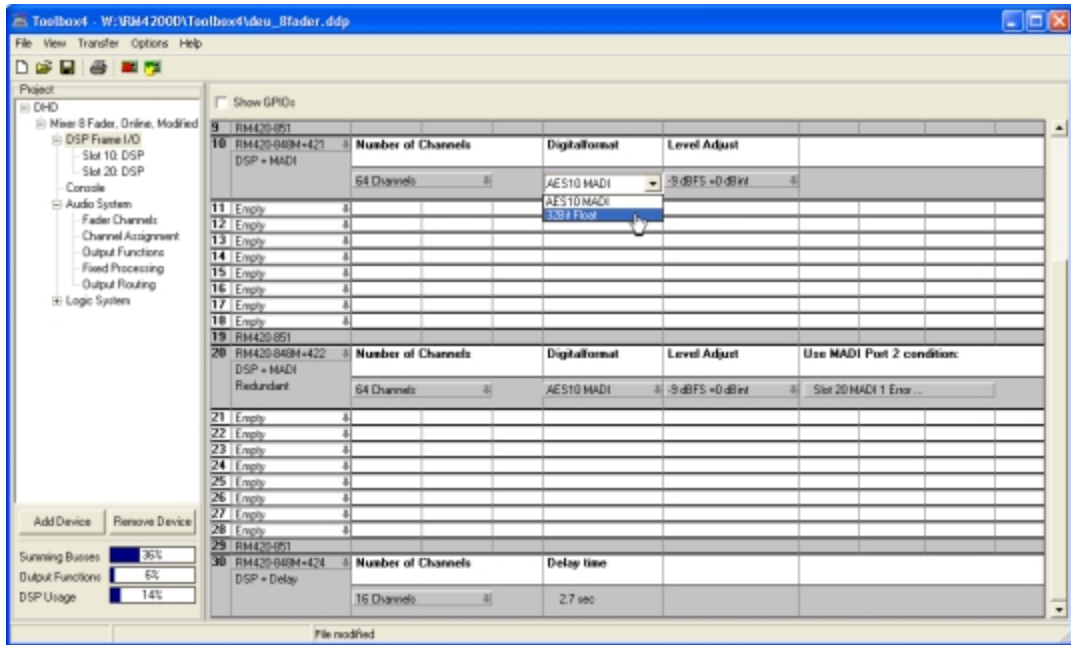 Toolbox4 - W:\RM4200D\Toolbox4\deu_8fader.ddp
File View Transfer Options Help
Project
DHD
Mixer 8 Fader, Online, Modified
DSP Frame I/O
Slot 10: DSP
Slot 20: DSP
Console
Audio System
Fader Channels
Channel Assignment
Output Functions
Fixed Processing
Output Routing
Logic System
Add Device Remove Device
Summing Busses 36%
Output Functions 6%
DSP Usage 14%
Show GPIOs
9 RM420-851
10 RM420-848M+421 Number of Channels Digitalformat Level Adjust
DSP + MADI
64 Channels AES10 MADI -9 dBFS =0 dBint
AES10 MADI
32Bit Float
11 Empty
12 Empty
13 Empty
14 Empty
15 Empty
16 Empty
17 Empty
18 Empty
19 RM420-851
20 RM420-848M+422 Number of Channels Digitalformat Level Adjust Use MADI Port 2 condition:
DSP + MADI
Redundant
64 Channels AES10 MADI -9 dBFS =0 dBint Slot 20 MADI 1 Error ...
21 Empty
22 Empty
23 Empty
24 Empty
25 Empty
26 Empty
27 Empty
28 Empty
29 RM420-851
30 RM420-848M+424 Number of Channels Delay time
DSP + Delay
16 Channels 2.7 sec
File modified